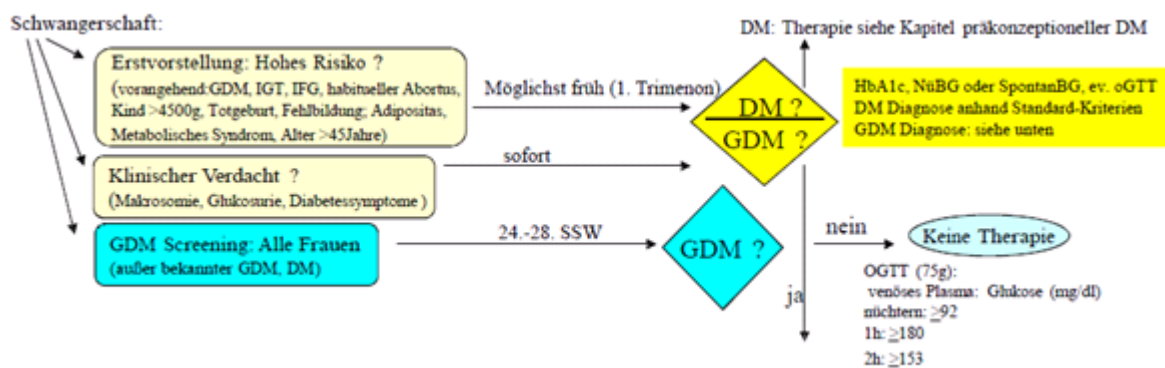 Schwangerschaft:
DM: Therapie siehe Kapitel präkonzeptioneller DM
Erstvorstellung: Hohes Risiko ?
(vorangehend:GDM, IGT, IFG, habitueller Abortus,
Kind >4500g, Totgeburt, Fehlbildung; Adipositas,
Metabolisches Syndrom, Alter >45Jahre)
Möglichst früh (1. Trimenon)
DM ?
GDM ?
HbA1c, NüBG oder SpontanBG, ev. oGTT
DM Diagnose anhand Standard-Kriterien
GDM Diagnose: siehe unten
sofort
Klinischer Verdacht ?
(Makrosomie, Glukosurie, Diabetessymptome )
GDM Screening: Alle Frauen
(außer bekannter GDM, DM)
24.-28. SSW
GDM ?
nein
Keine Therapie
ja
OGTT (75g):
venöses Plasma: Glukose (mg/dl)
nüchtern: ≥92
1h: ≥180
2h: ≥153